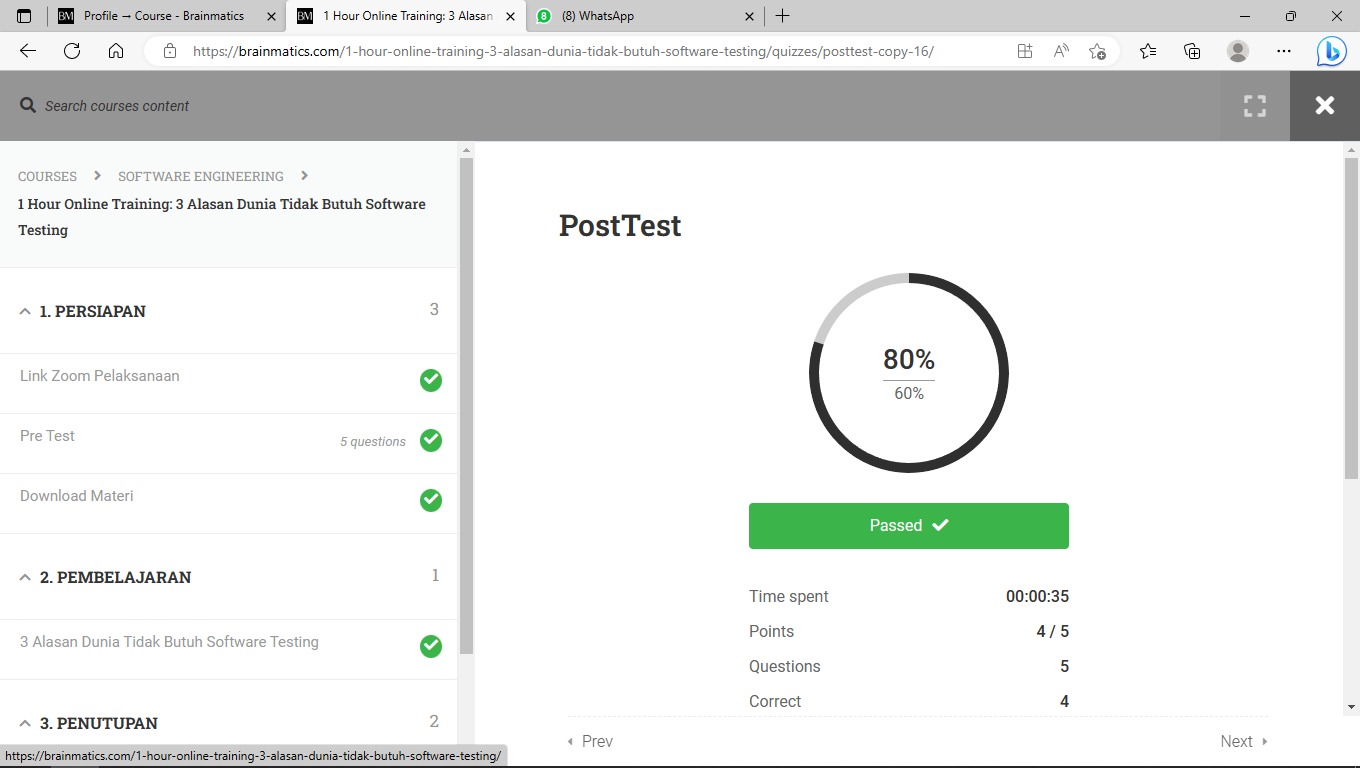 BM Profile → Course - Brainmatics
BM 1 Hour Online Training: 3 Alasan
8 (8) WhatsApp
https://brainmatics.com/1-hour-online-training-3-alasan-dunia-tidak-butuh-software-testing/quizzes/posttest-copy-16/
Search courses content
COURSES > SOFTWARE ENGINEERING >
1 Hour Online Training: 3 Alasan Dunia Tidak Butuh Software
Testing
1. PERSIAPAN 3
Link Zoom Pelaksanaan
Pre Test 5 questions
Download Materi
2. PEMBELAJARAN 1
3 Alasan Dunia Tidak Butuh Software Testing
3. PENUTUPAN 2
https://brainmatics.com/1-hour-online-training-3-alasan-dunia-tidak-butuh-software-testing/
PostTest
80%
60%
Passed
Time spent 00:00:35
Points 4 / 5
Questions 5
Correct 4
Prev
Next